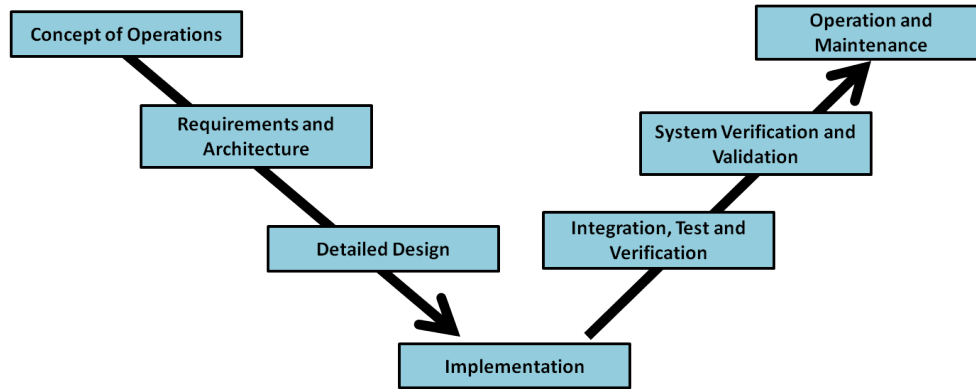 Concept of Operations
Requirements and
Architecture
Detailed Design
Implementation
Integration, Test and
Verification
System Verification and
Validation
Operation and
Maintenance